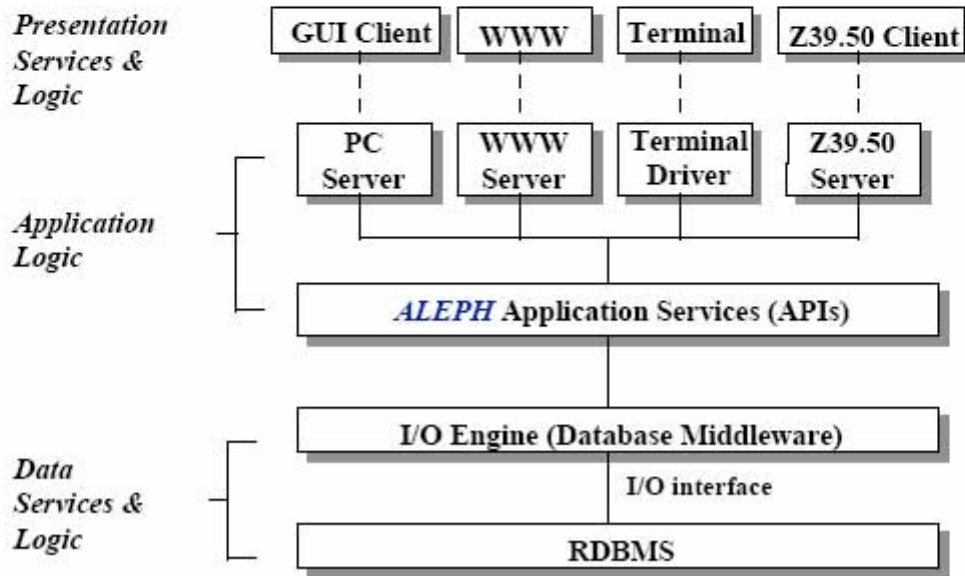 Presentation
Services &
Logic
GUI Client
WWW
Terminal
Z39.50 Client
PC
Server
WWW
Server
Terminal
Driver
Z39.50
Server
Application
Logic
ALEPH Application Services (APIs)
I/O Engine (Database Middleware)
Data
Services &
Logic
I/O interface
RDBMS